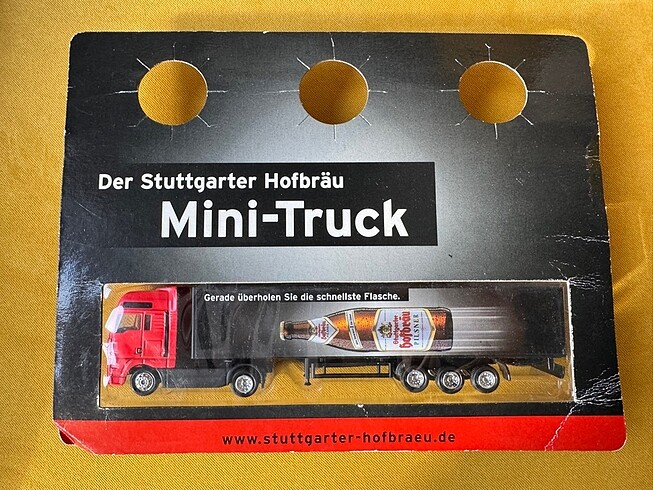 Der Stuttgarter Hofbräu
Mini-Truck
Gerade überholen Sie die schnellste Flasche.
Stuttgarter
Hofbräu
PILSNER
www.stuttgarter-hofbraeu.de